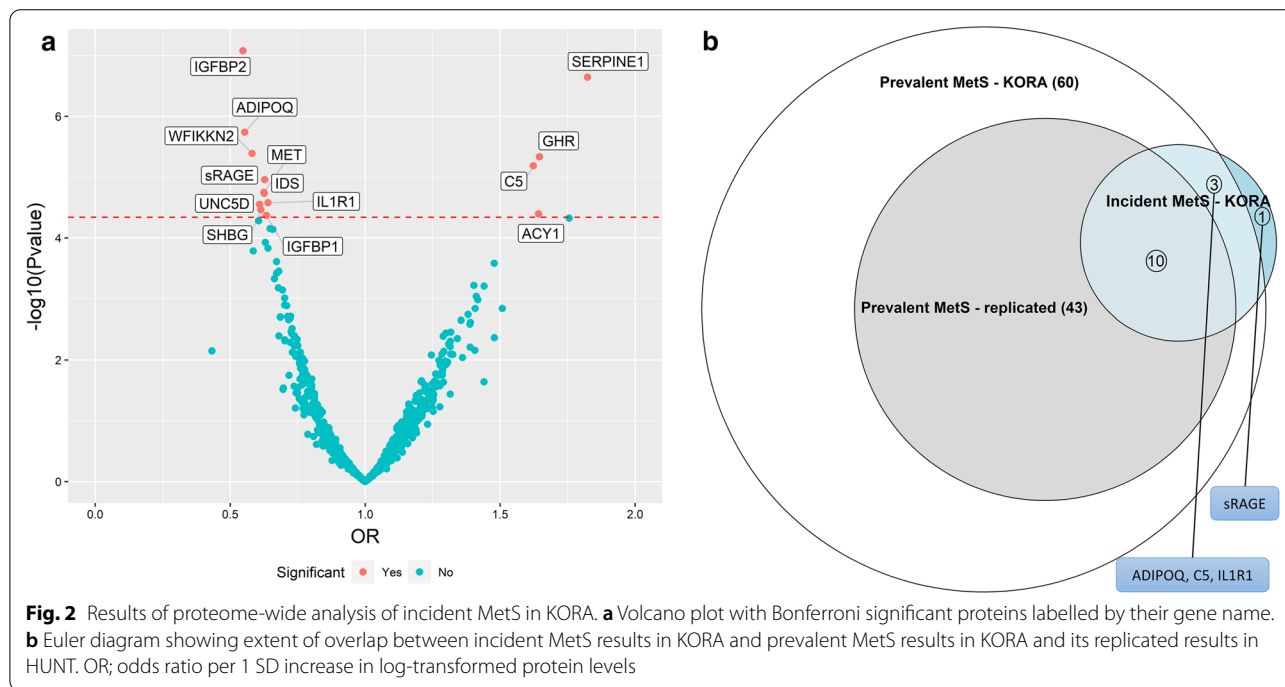 a
IGFBP2
SERPINE1
ADIPOQ
WFIKKN2
GHR
MET
sRAGE
IDS
C5
UNC5D
IL1R1
ACY1
SHBG
IGFBP1
-log10(Pvalue)
6
4
2
0
0.0 0.5 1.0 1.5 2.0
OR
Significant Yes No
b
Prevalent MetS - KORA (60)
3
Incident MetS - KORA
1
10
Prevalent MetS - replicated (43)
sRAGE
ADIPOQ, C5, IL1R1
Fig. 2 Results of proteome-wide analysis of incident MetS in KORA. a Volcano plot with Bonferroni significant proteins labelled by their gene name.
b Euler diagram showing extent of overlap between incident MetS results in KORA and prevalent MetS results in KORA and its replicated results in
HUNT. OR; odds ratio per 1 SD increase in log-transformed protein levels